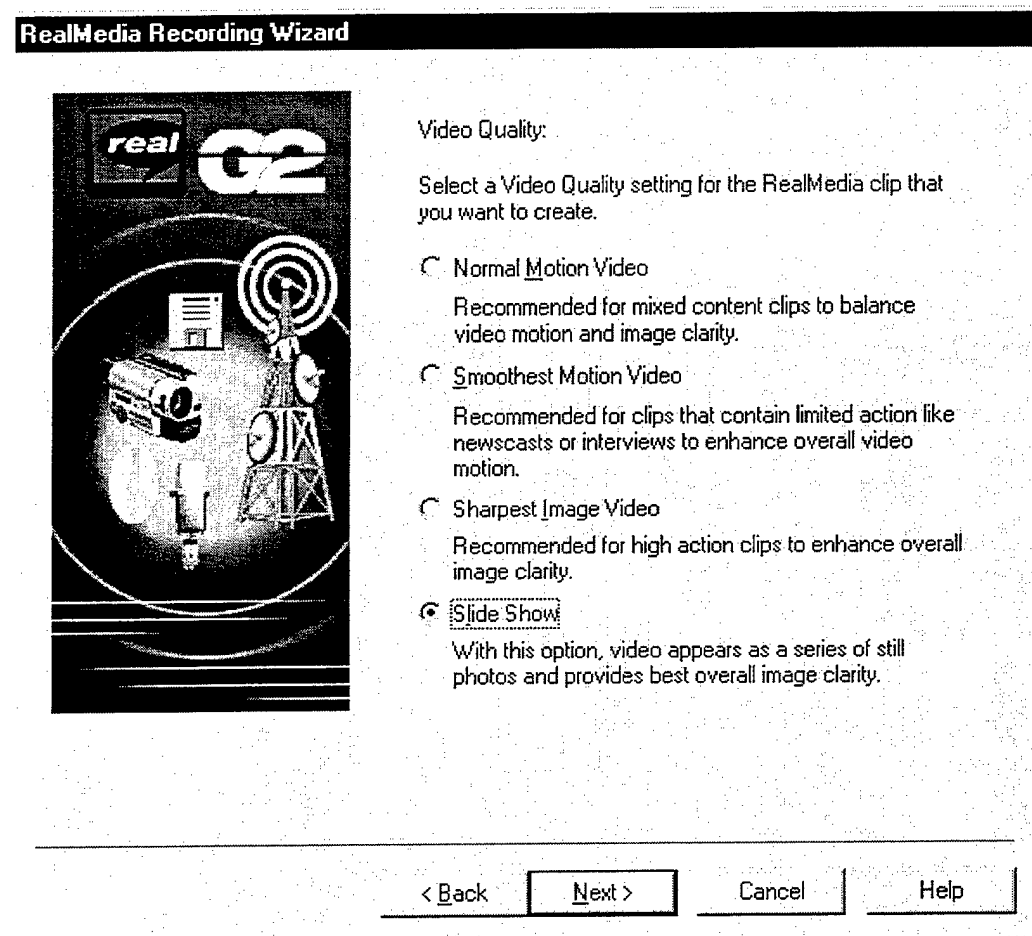 RealMedia Recording Wizard
real
G2
Video Quality:
Select a Video Quality setting for the RealMedia clip that
you want to create.
Normal Motion Video
Recommended for mixed content clips to balance
video motion and image clarity.
Smoothest Motion Video
Recommended for clips that contain limited action like
newscasts or interviews to enhance overall video
motion.
Sharpest Image Video
Recommended for high action clips to enhance overall
image clarity.
Slide Show
With this option, video appears as a series of still
photos and provides best overall image clarity.
< Back Next > Cancel Help